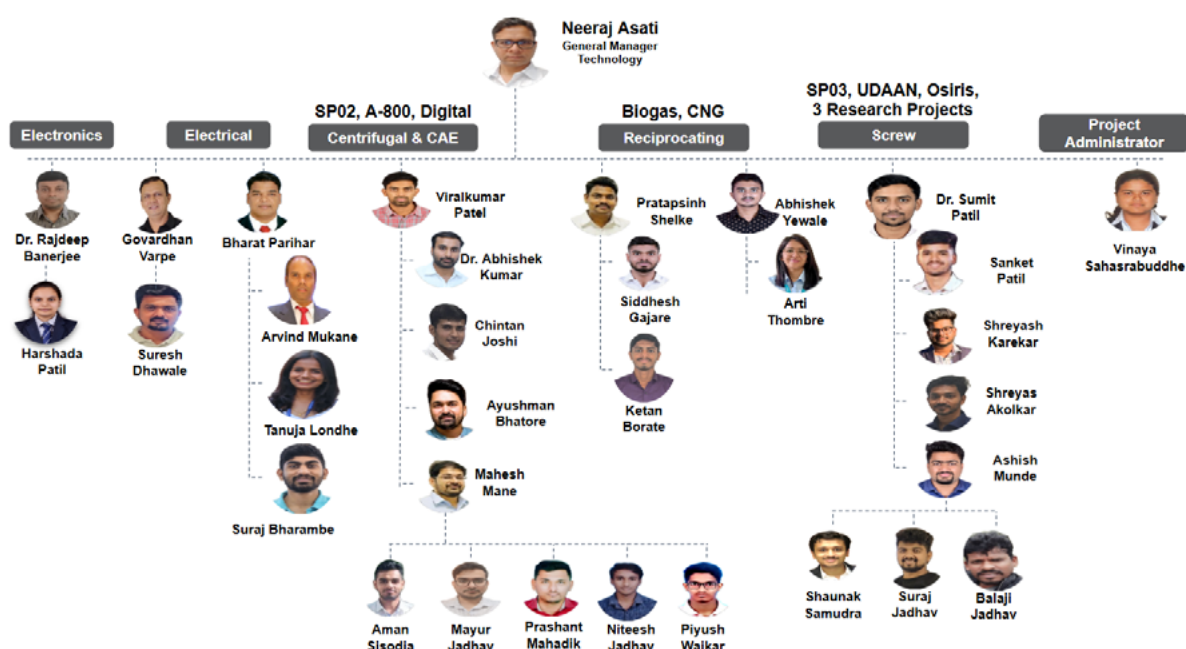 Neeraj Asati
General Manager
Technology
SP02, A-800, Digital
Biogas, CNG
SP03, UDAAN, Osiris,
3 Research Projects
Electronics
Electrical
Centrifugal & CAE
Reciprocating
Screw
Project
Administrator
Dr. Rajdeep
Banerjee
Govardhan
Varpe
Bharat Parihar
Viralkumar
Patel
Pratapsinh
Shelke
Abhishek
Yewale
Dr. Sumit
Patil
Vinaya
Sahasrabuddhe
Harshada
Patil
Suresh
Dhawale
Arvind Mukane
Tanuja Londhe
Suraj Bharambe
Dr. Abhishek
Kumar
Chintan
Joshi
Ayushman
Bhatore
Mahesh
Mane
Siddhesh
Gajare
Ketan
Borate
Arti
Thombre
Sanket
Patil
Shreyash
Karekar
Shreyas
Akolkar
Ashish
Munde
Aman
Sisodia
Mayur
Jadhav
Prashant
Mahadik
Niteesh
Jadhav
Piyush
Waikar
Shaunak
Samudra
Suraj
Jadhav
Balaji
Jadhav